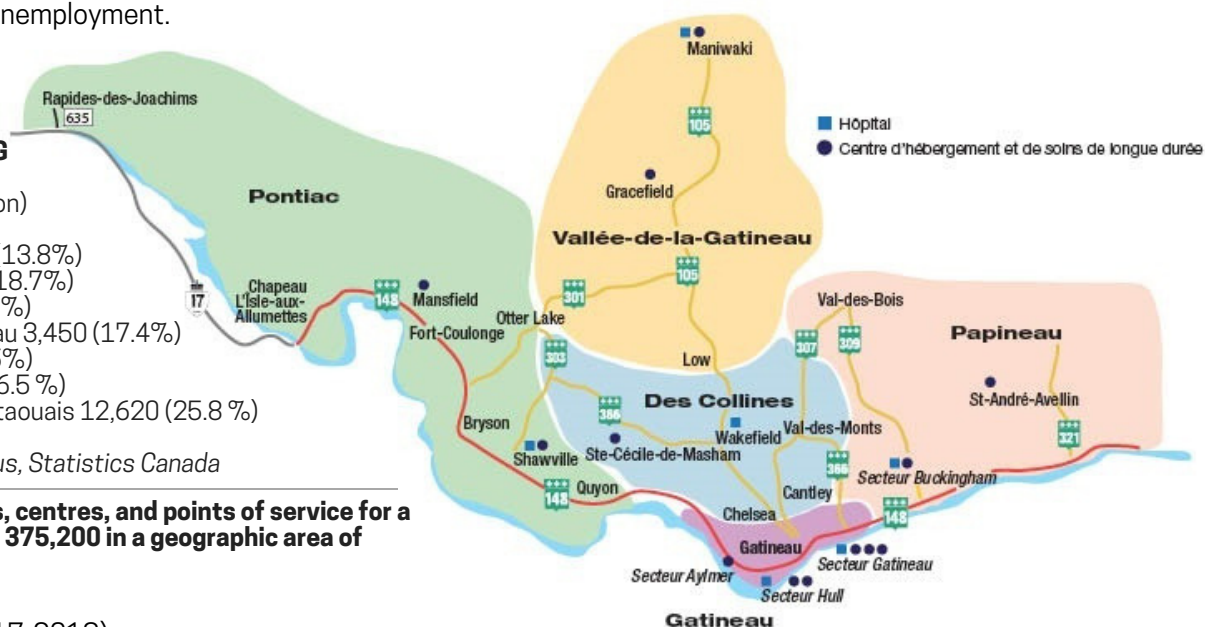 nemployment.
G
on)
13.8%)
18.7%)
%)
au 3,450 (17.4%)
%)
6.5 %)
taouais 12,620 (25.8 %)
us, Statistics Canada
s, centres, and points of service for a
375,200 in a geographic area of
Rapides-des-Joachims
635
Pontiac
17
Chapeau
L'Isle-aux-
Allumettes
148
Mansfield
Fort-Coulonge
Otter Lake
303
Bryson
Shawville
148
Quyon
Maniwaki
105
Gracefield
Vallée-de-la-Gatineau
105
301
Low
Hôpital
Centre d'hébergement et de soins de longue durée
Des Collines
366
Wakefield
Ste-Cécile-de-Masham
Val-des-Monts
366
Cantley
Chelsea
Val-des-Bois
307
309
Papineau
St-André-Avellin
321
Secteur Buckingham
148
Gatineau
Secteur Gatineau
Secteur Aylmer
Secteur Hull
Gatineau